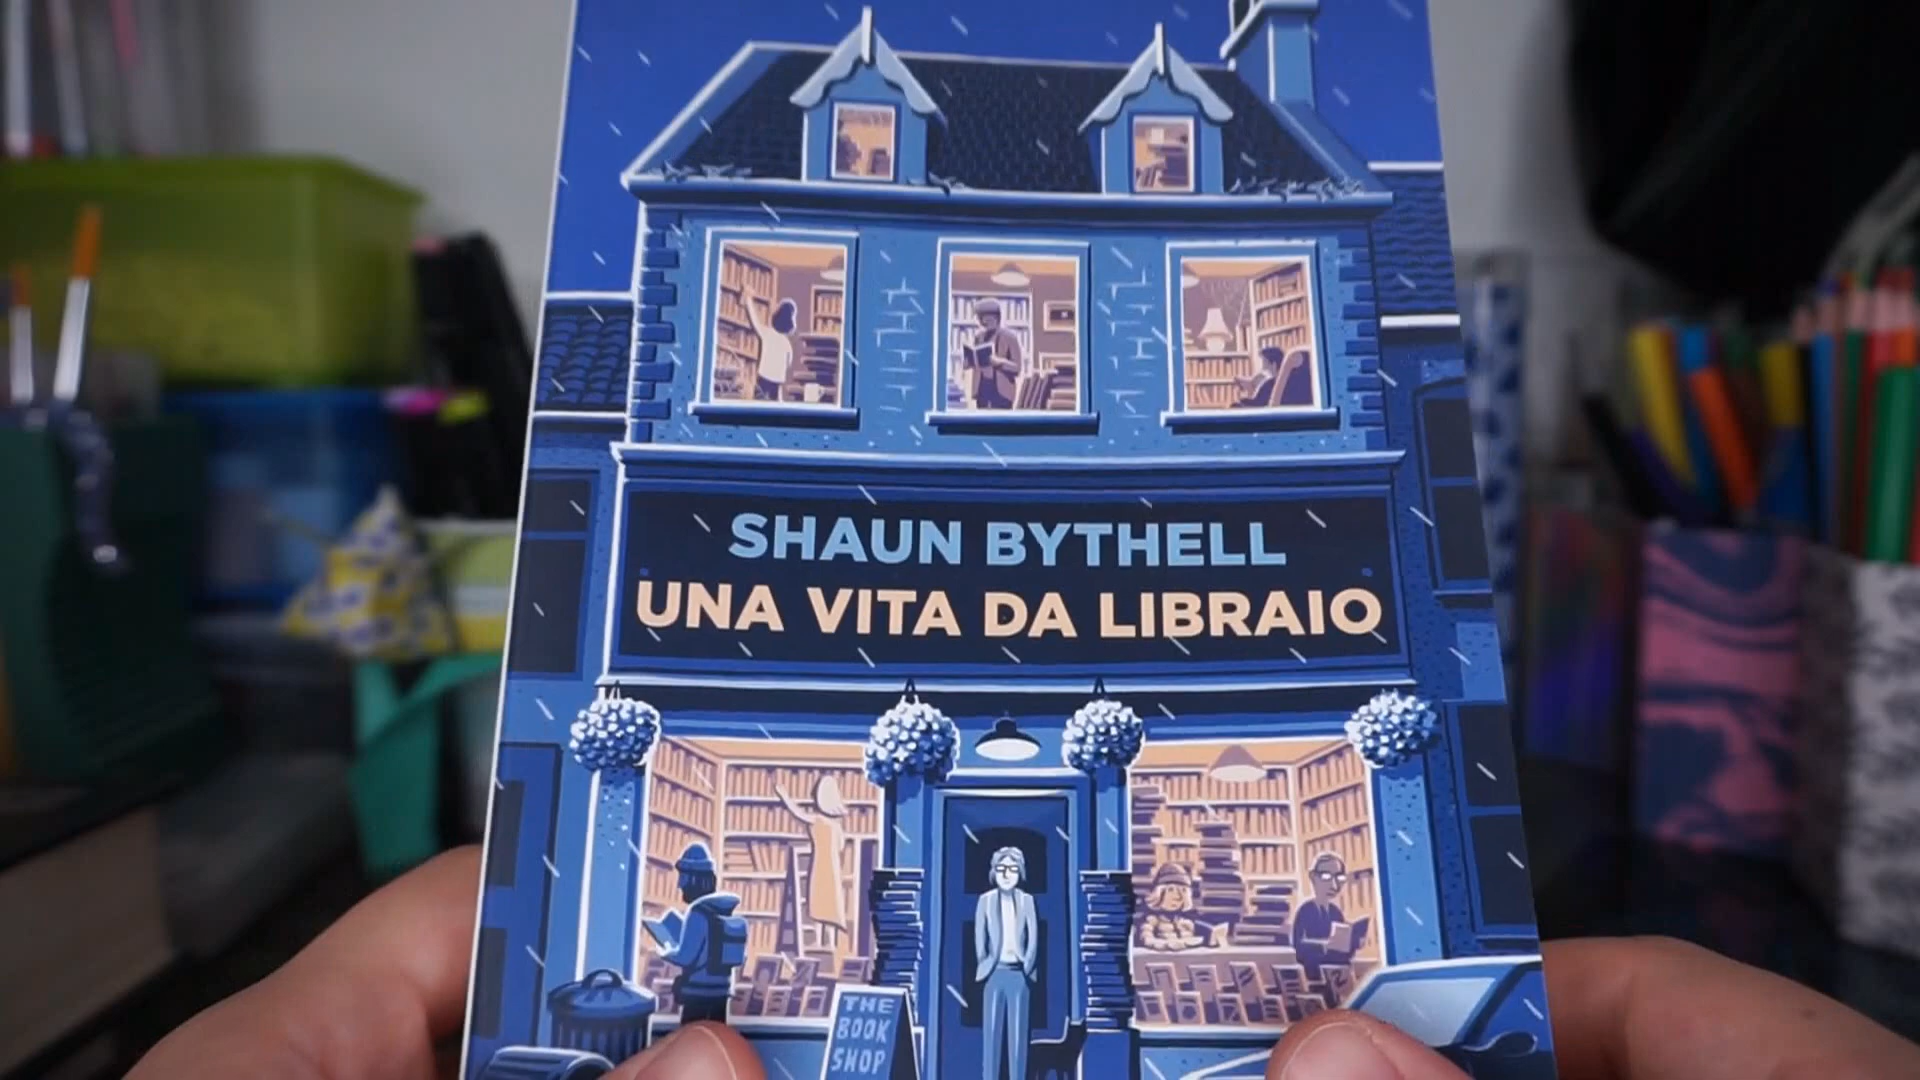 SHAUN BYTHELL
UNA VITA DA LIBRAIO
THE
BOOK
SHOP